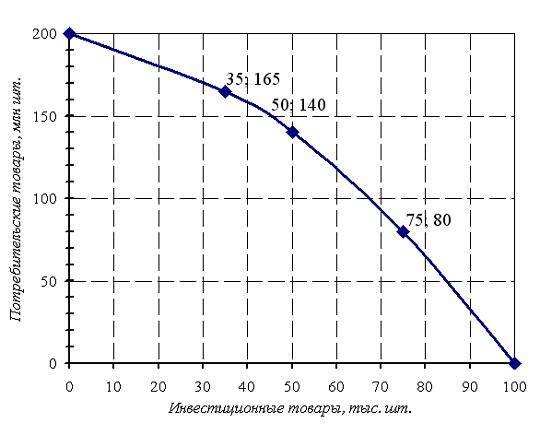 Потребительские товары, млн шт.
200
150
100
50
0
35; 165
50; 140
75; 80
0 10 20 30 40 50 60 70 80 90 100
Инвестиционные товары, тыс. шт.